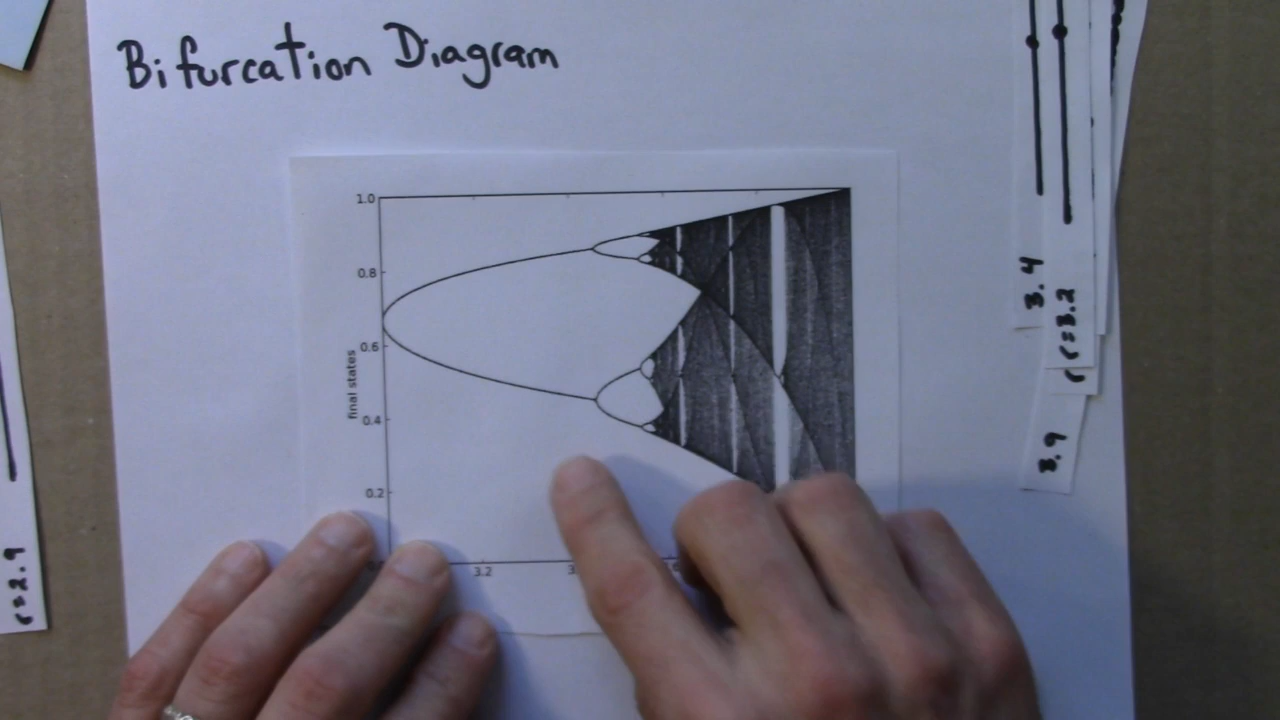 Bifurcation Diagram
1.0
0.8
0.6
0.4
0.2
final states
3.2
3.4
r=3.2
r
3.9
r=2.9